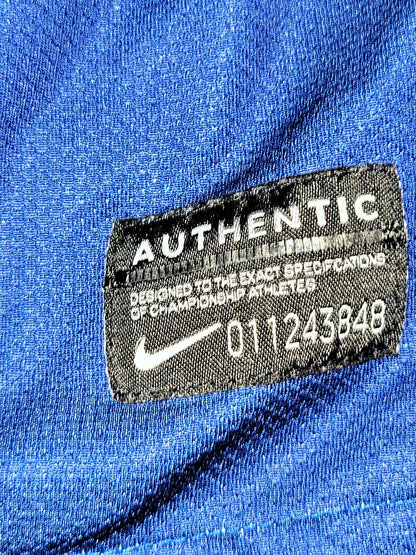 AUTHENTIC
DESIGNED TO THE EXACT SPECIFICATIONS
OF CHAMPIONSHIP ATHLETES
011243848